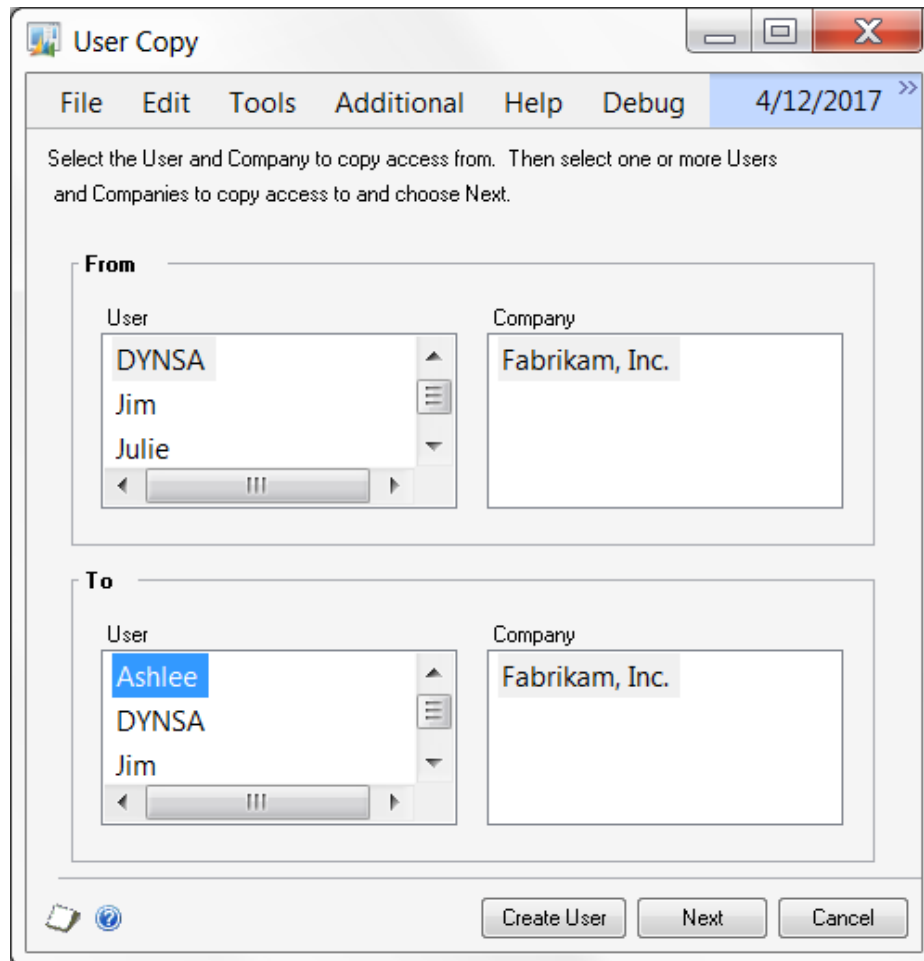 User Copy
File Edit Tools Additional Help Debug 4/12/2017 »
Select the User and Company to copy access from. Then select one or more Users
and Companies to copy access to and choose Next.
From
User Company
DYNSA Fabrikam, Inc.
Jim
Julie
To
User Company
Ashlee Fabrikam, Inc.
DYNSA
Jim
Create User Next Cancel